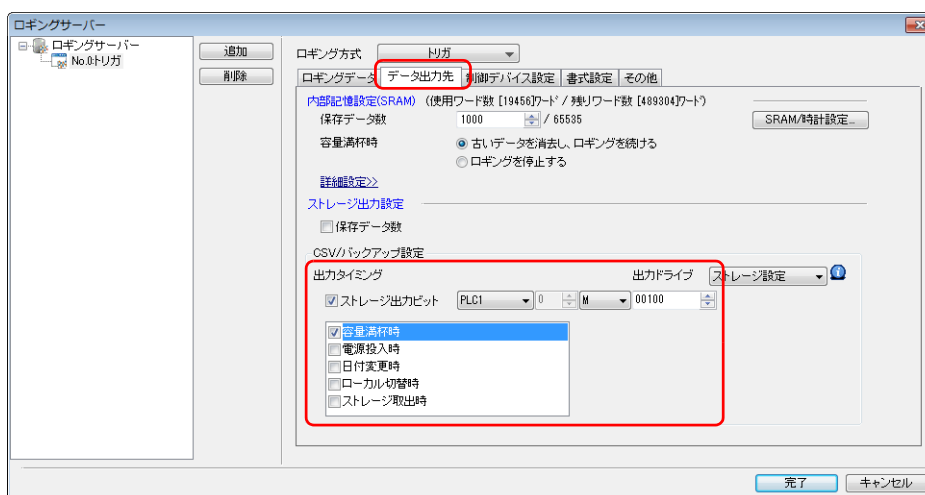 ロギングサーバー
ロギングサーバー
No.0:トリガ
追加
削除
ロギング方式 トリガ
ロギングデータ データ出力先 制御デバイス設定 書式設定 その他
内部記憶設定(SRAM) (使用ワード数 [19456]ワード / 残りワード数 [489304]ワード)
保存データ数 1000 / 65535 SRAM/時計設定...
容量満杯時 古いデータを消去し、ロギングを続ける
ロギングを停止する
詳細設定>>
ストレージ出力設定
保存データ数
CSV/バックアップ設定
出力タイミング 出力ドライブ ストレージ設定
ストレージ出力ビット PLC1 0 M 00100
容量満杯時
電源投入時
日付変更時
ローカル切替時
ストレージ取出時
完了 キャンセル